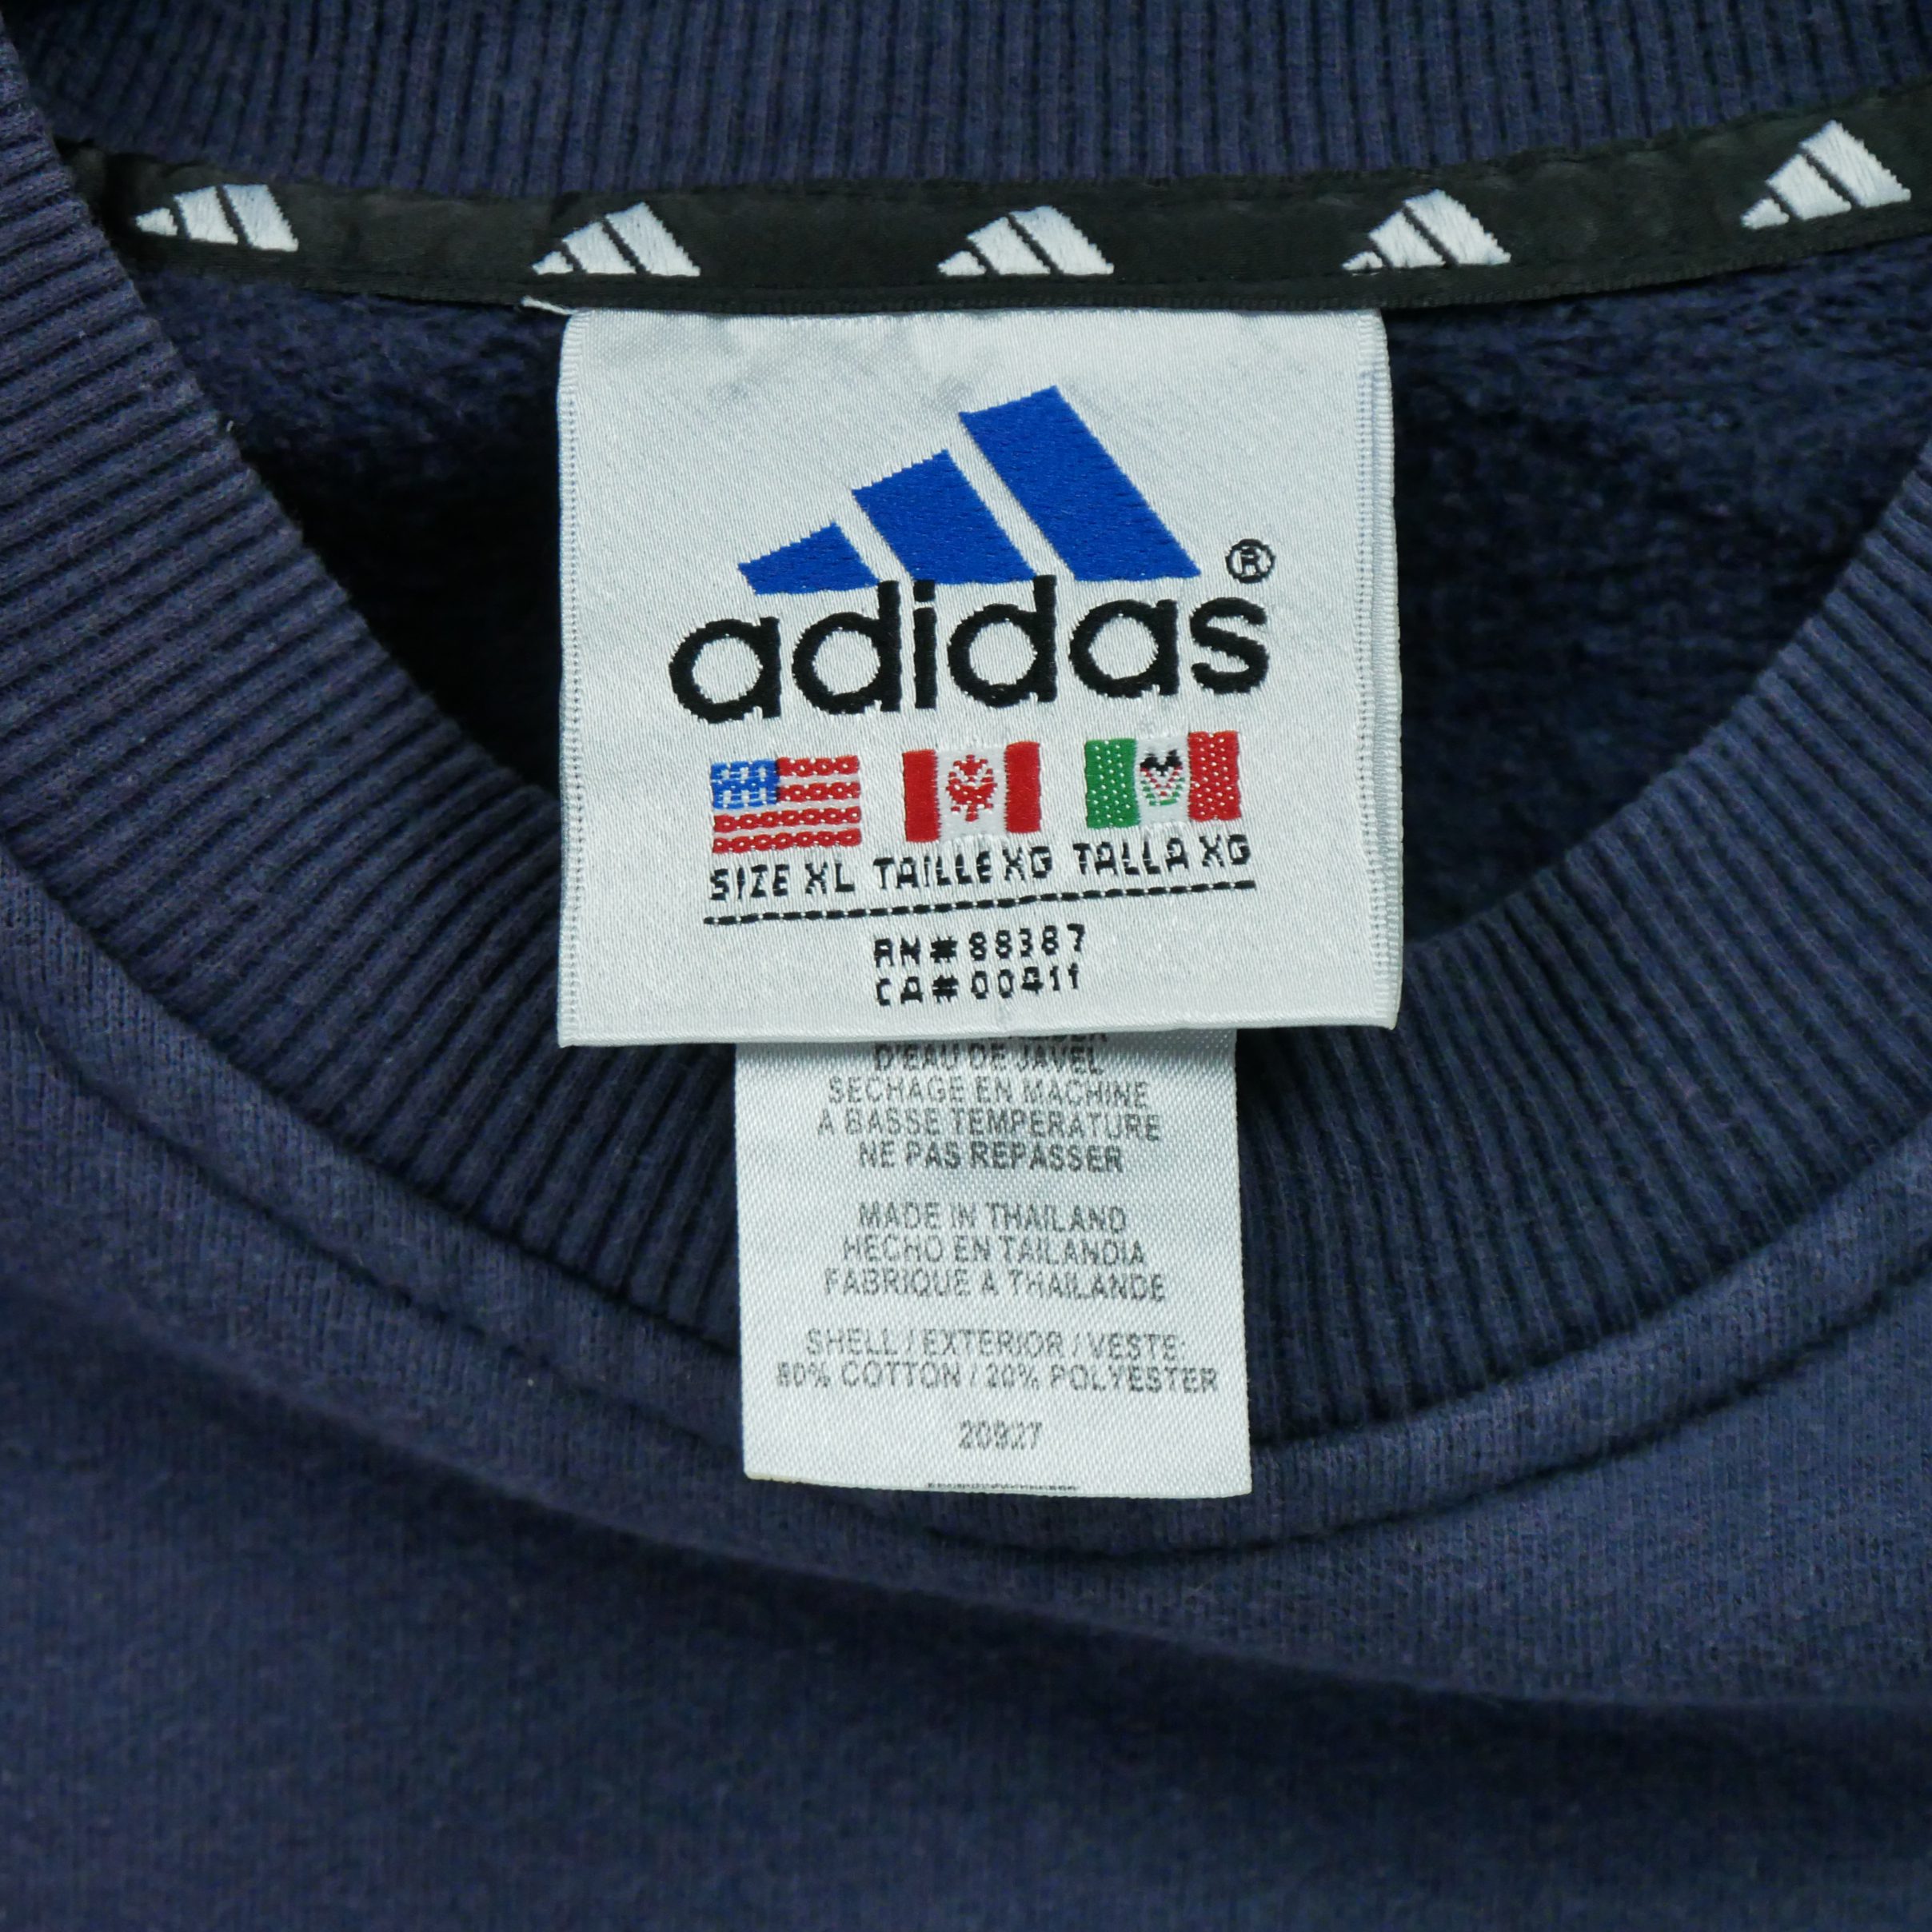 adidas®
SIZE XL TAILLE XG TALLA XG
RN#88387
CA#00411
D'EAU DE JAVEL
SECHAGE EN MACHINE
A BASSE TEMPERATURE
NE PAS REPASSER
MADE IN THAILAND
HECHO EN TAILANDIA
FABRIQUE A THAILANDE
SHELL / EXTERIOR / VESTE:
80% COTTON / 20% POLYESTER
20927